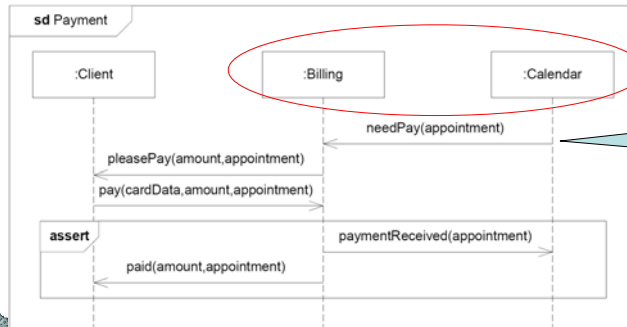 sd Payment
:Client
:Billing
:Calendar
needPay(appointment)
pleasePay(amount,appointment)
pay(cardData,amount,appointment)
assert
paymentReceived(appointment)
paid(amount,appointment)